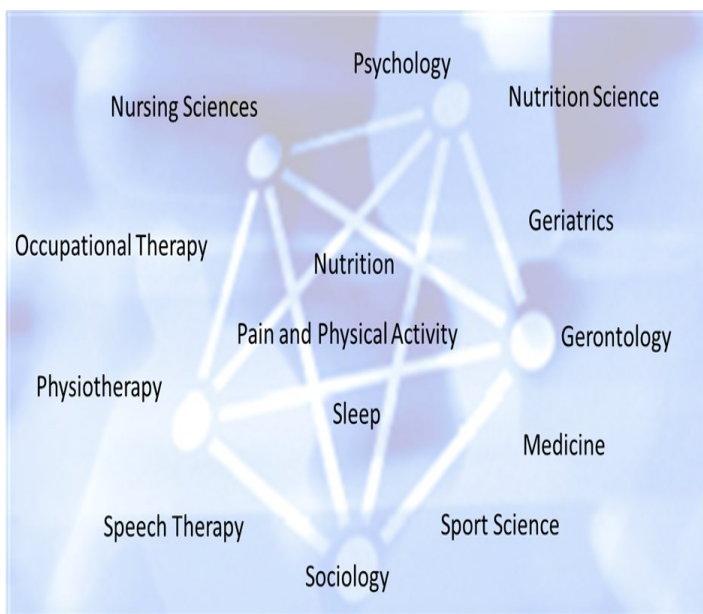 Psychology
Nutrition Science
Nursing Sciences
Geriatrics
Occupational Therapy
Nutrition
Pain and Physical Activity
Gerontology
Physiotherapy
Sleep
Medicine
Speech Therapy
Sport Science
Sociology